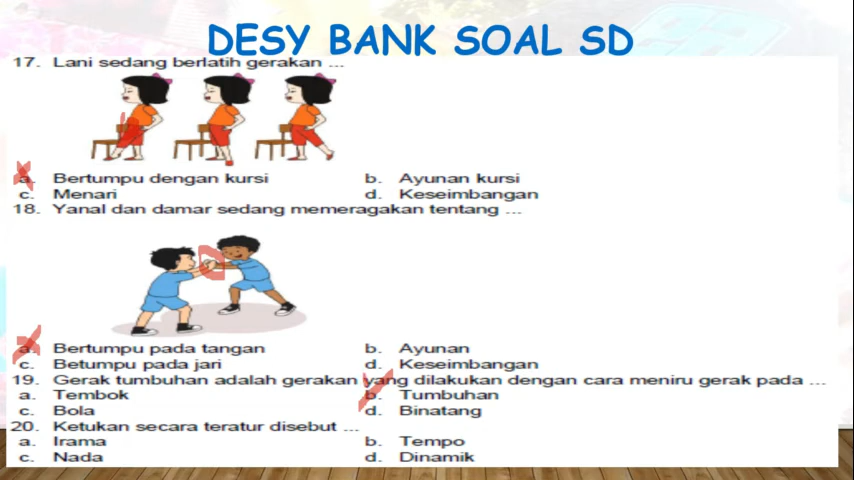 DESY BANK SOAL SD
17. Lani sedang berlatih gerakan ...
a. Bertumpu dengan kursi b. Ayunan kursi
c. Menari d. Keseimbangan
18. Yanal dan damar sedang memeragakan tentang ...
a. Bertumpu pada tangan b. Ayunan
c. Betumpu pada jari d. Keseimbangan
19. Gerak tumbuhan adalah gerakan yang dilakukan dengan cara meniru gerak pada ...
a. Tembok b. Tumbuhan
c. Bola d. Binatang
20. Ketukan secara teratur disebut ...
a. Irama b. Tempo
c. Nada d. Dinamik